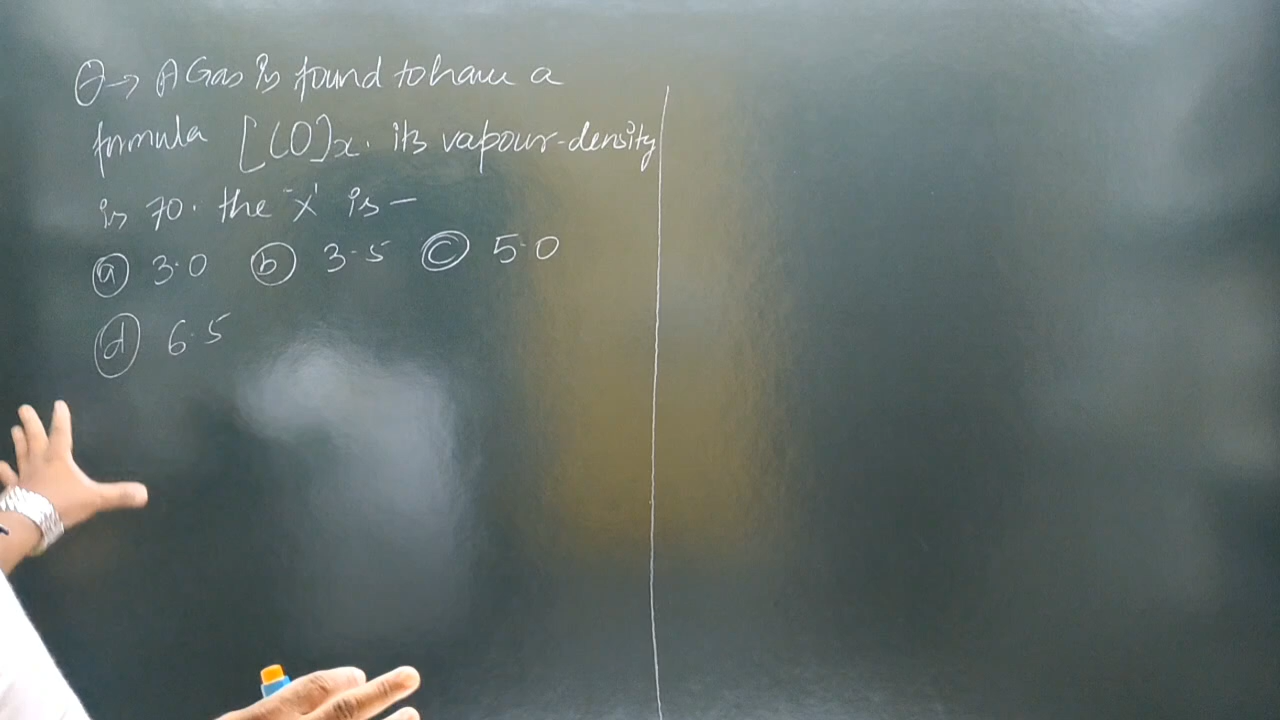 Q→ A Gas is found to have a
formula [CO]x. its vapour-density
is 70. the "x' is -
(a) 3.0 (b) 3.5 (c) 5.0
(d) 6.5